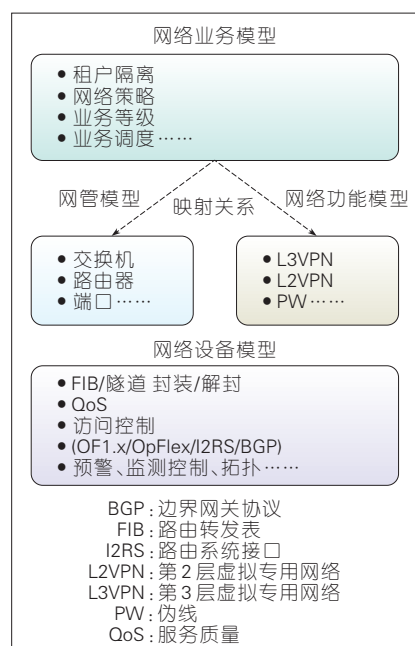 网络业务模型
● 租户隔离
● 网络策略
● 业务等级
● 业务调度……
网管模型
映射关系
网络功能模型
● 交换机
● 路由器
● 端口……
● L3VPN
● L2VPN
● PW……
网络设备模型
● FIB/隧道 封装/解封
● QoS
● 访问控制
● (OF1.x/OpFlex/I2RS/BGP)
● 预警、监测控制、拓扑……
BGP:边界网关协议
FIB:路由转发表
I2RS:路由系统接口
L2VPN:第2层虚拟专用网络
L3VPN:第3层虚拟专用网络
PW:伪线
QoS:服务质量